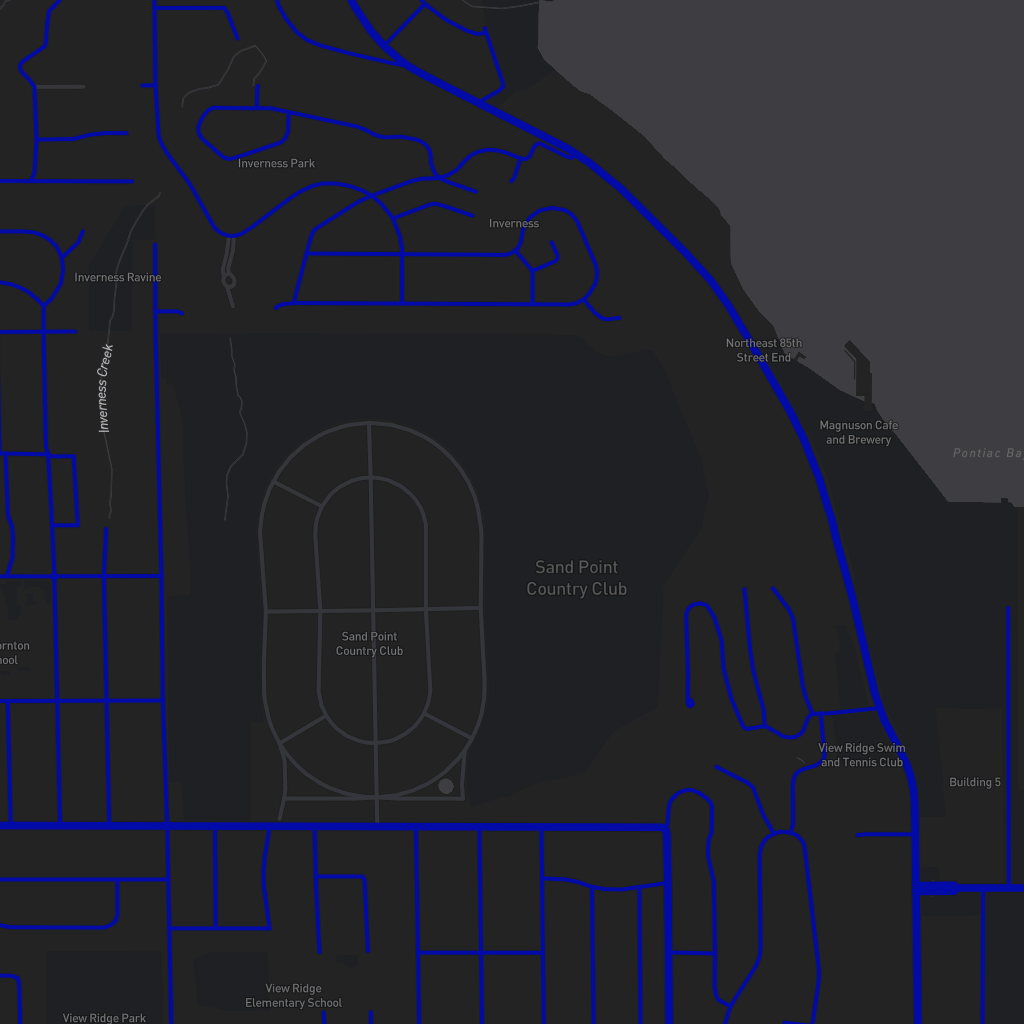 Inverness Park
Inverness
Inverness Ravine
Inverness Creek
Northeast 85th
Street End
Magnuson Cafe
and Brewery
Pontiac Ba
Sand Point
Country Club
Sand Point
Country Club
ornton
hool
View Ridge Swim
and Tennis Club
Building 5
View Ridge
Elementary School
View Ridge Park